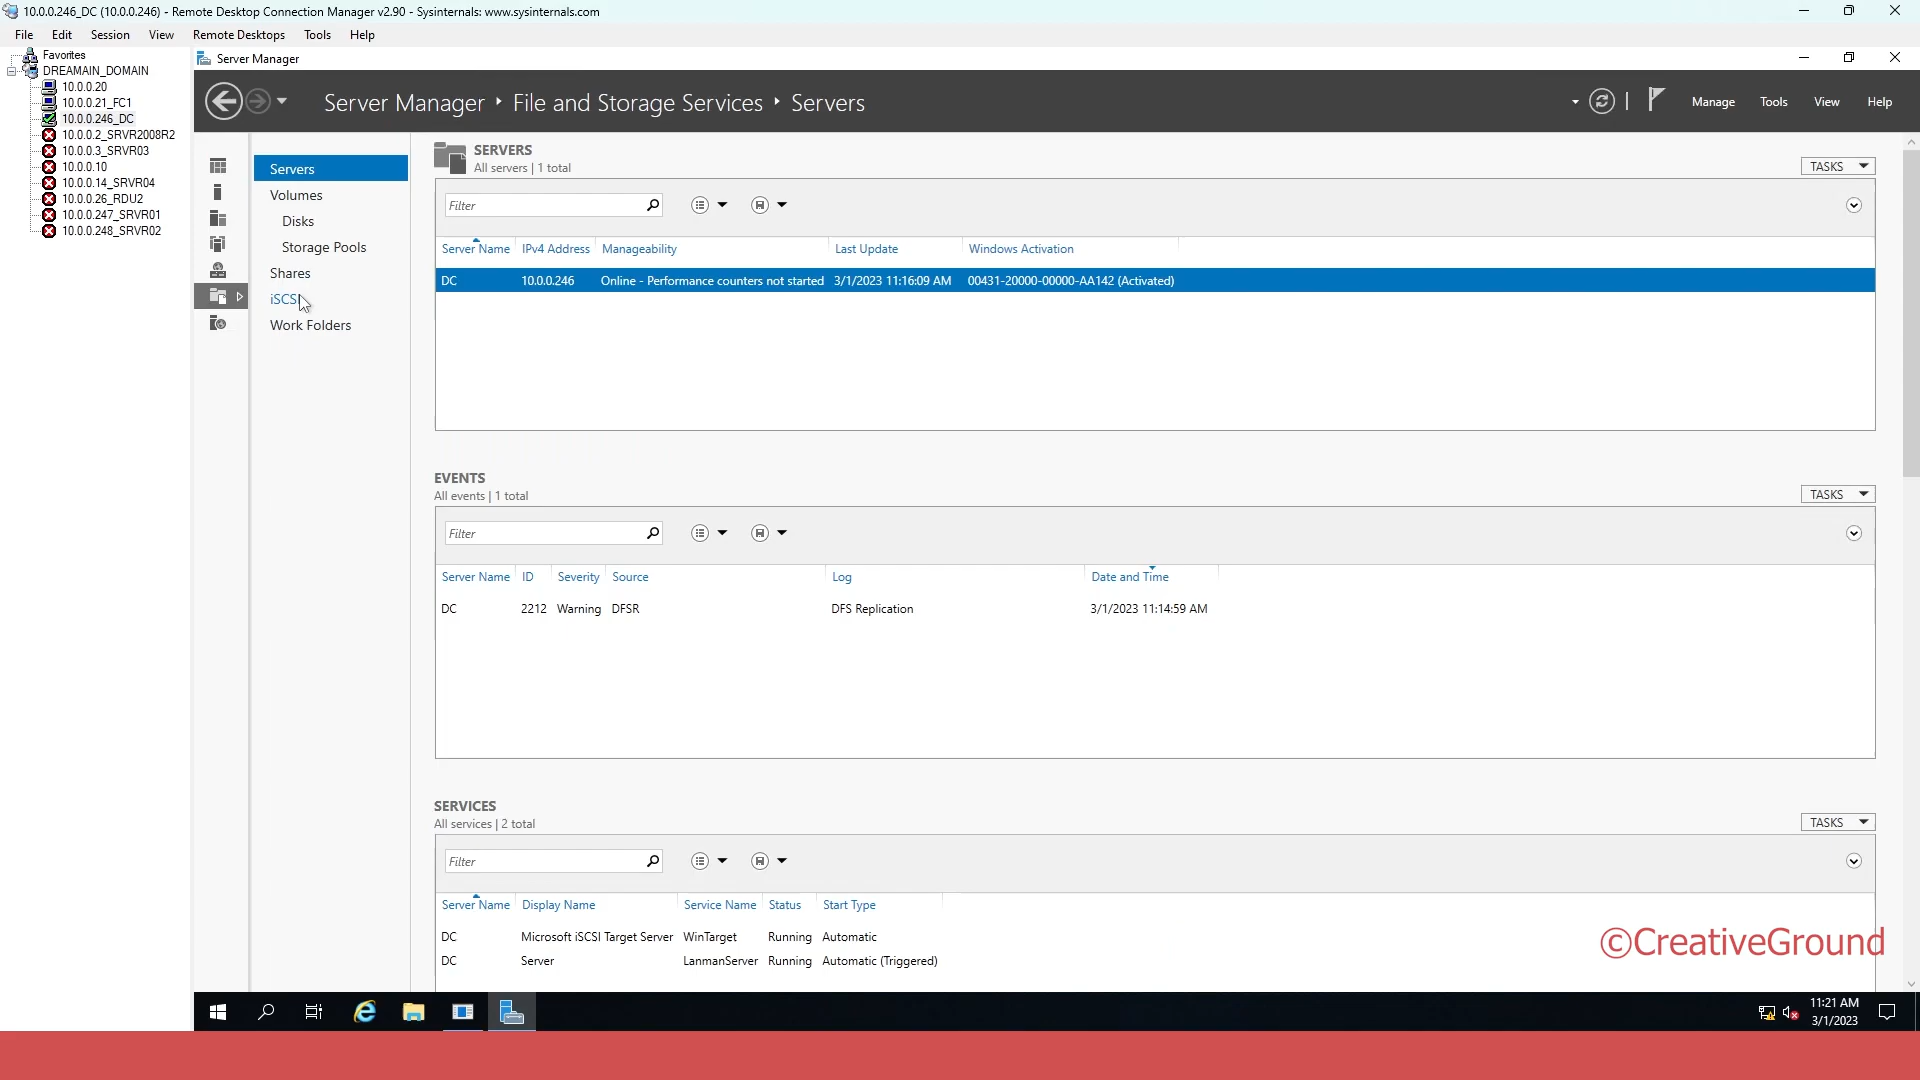 10.0.0.246_DC (10.0.0.246) - Remote Desktop Connection Manager v2.90 - Sysinternals: www.sysinternals.com
File Edit Session View Remote Desktops Tools Help
Favorites
DREAMAIN_DOMAIN
10.0.0.20
10.0.0.21_FC1
10.0.0.246_DC
10.0.0.2_SRVR2008R2
10.0.0.3_SRVR03
10.0.0.10
10.0.0.14_SRVR04
10.0.0.26_RDU2
10.0.0.247_SRVR01
10.0.0.248_SRVR02
Server Manager
Server Manager File and Storage Services Servers
Manage Tools View Help
Servers
Volumes
Disks
Storage Pools
Shares
iSCSI
Work Folders
SERVERS
All servers | 1 total
TASKS
Filter
Server Name IPv4 Address Manageability Last Update Windows Activation
DC 10.0.0.246 Online - Performance counters not started 3/1/2023 11:16:09 AM 00431-20000-00000-AA142 (Activated)
EVENTS
All events | 1 total
TASKS
Filter
Server Name ID Severity Source Log Date and Time
DC 2212 Warning DFSR DFS Replication 3/1/2023 11:14:59 AM
SERVICES
All services | 2 total
TASKS
Filter
Server Name Display Name Service Name Status Start Type
DC Microsoft iSCSI Target Server WinTarget Running Automatic
DC Server LanmanServer Running Automatic (Triggered)
©CreativeGround
11:21 AM
3/1/2023